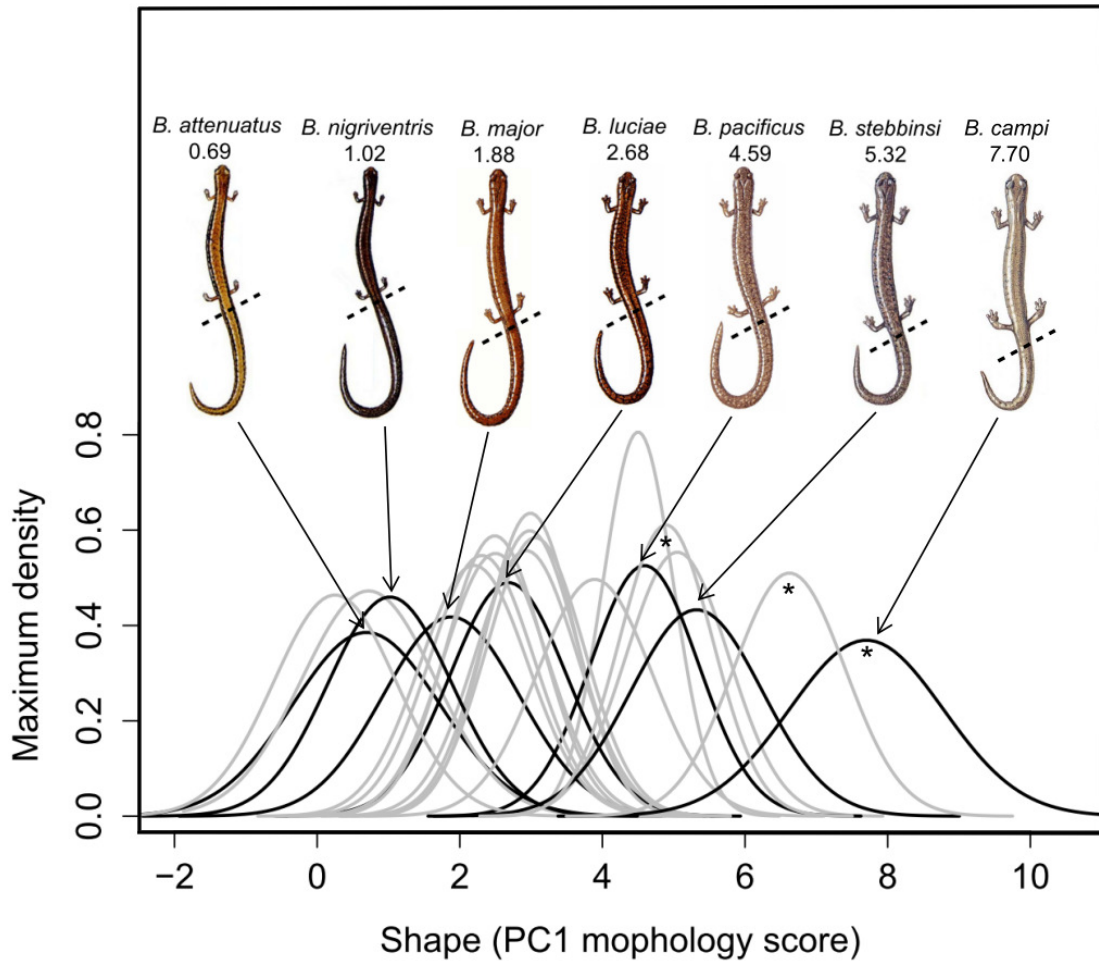 B. attenuatus B. nigriventris B. major B. luciae B. pacificus B. stebbinsi B. campi
0.69 1.02 1.88 2.68 4.59 5.32 7.70
0.8
0.6
0.4
0.2
0.0
Maximum density
* * *
−2 0 2 4 6 8 10
Shape (PC1 mophology score)